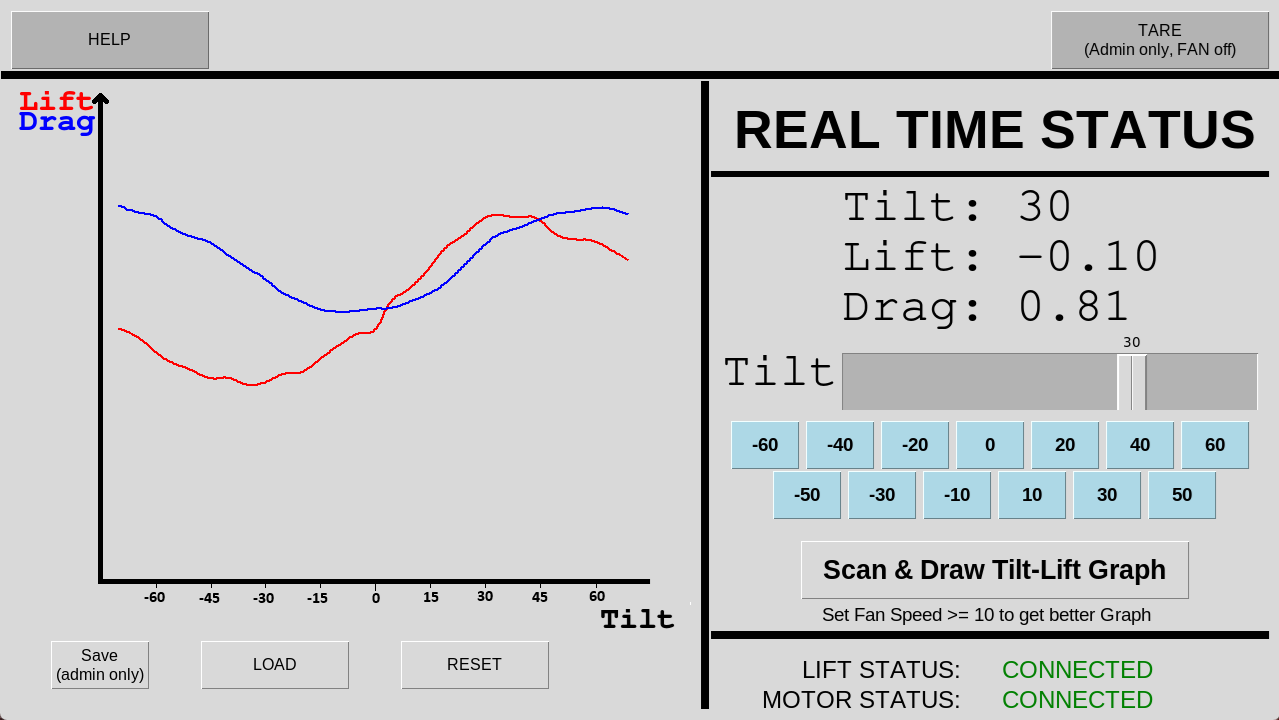 HELP
TARE
(Admin only, FAN off)
Lift
Drag
-60 -45 -30 -15 0 15 30 45 60
Tilt
Save
(admin only)
LOAD
RESET
REAL TIME STATUS
Tilt: 30
Lift: -0.10
Drag: 0.81
30
Tilt
-60 -40 -20 0 20 40 60
-50 -30 -10 10 30 50
Scan & Draw Tilt-Lift Graph
Set Fan Speed >= 10 to get better Graph
LIFT STATUS: CONNECTED
MOTOR STATUS: CONNECTED